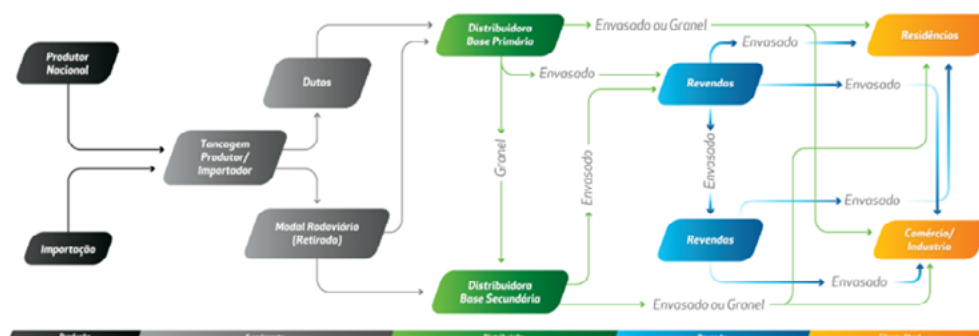 Produtor
Nacional
Importação
Tancagem
Produtor/
Importador
Dutos
Modal Rodoviário
(Retirada)
Distribuidora
Base Primária
Envasado ou Granel
Envasado
Granel
Envasado
Distribuidora
Base Secundária
Envasado ou Granel
Revendas
Envasado
Envasado
Envasado
Revendas
Envasado
Envasado
Residências
Comércio/
Industria